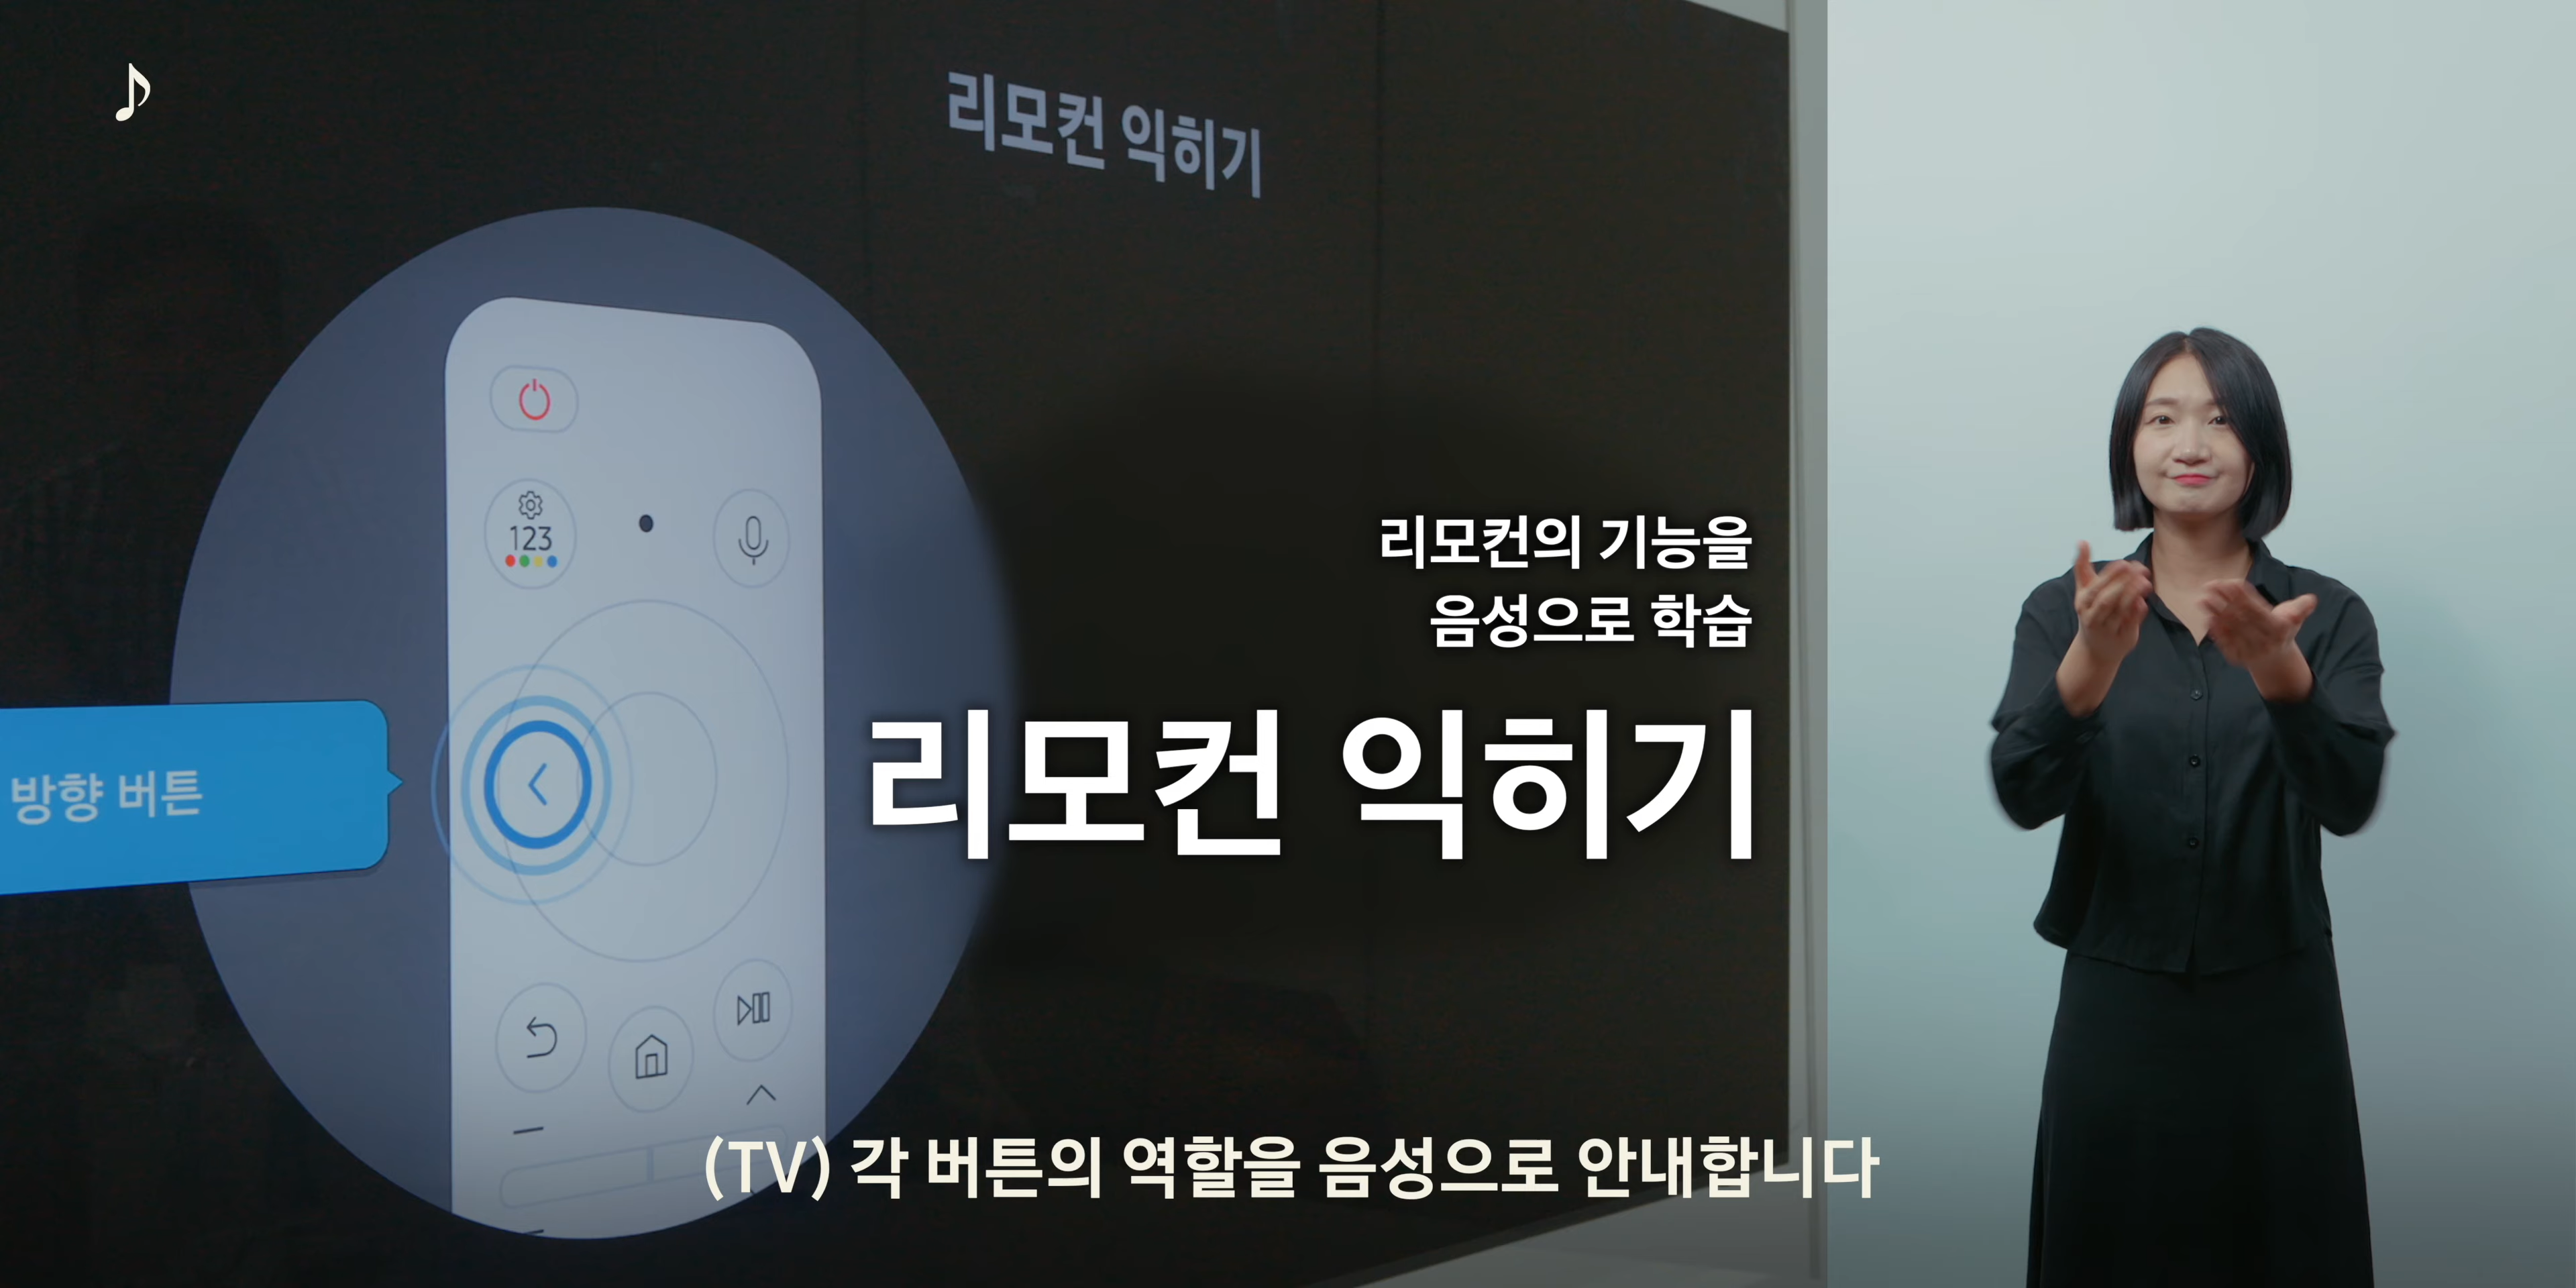 ♪
리모컨 익히기
123
방향 버튼
리모컨의 기능을
음성으로 학습
리모컨 익히기
(TV) 각 버튼의 역할을 음성으로 안내합니다